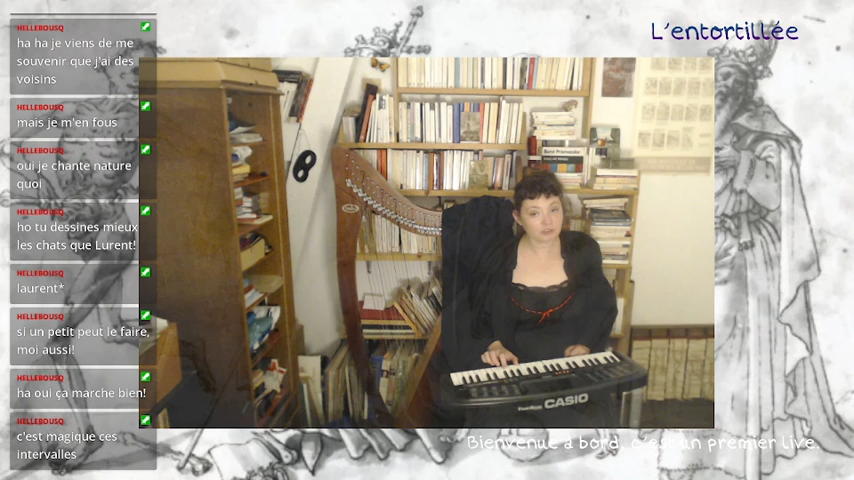 L'entortillée
HELLEBOUSQ
ha ha je viens de me
souvenir que j'ai des
voisins
HELLEBOUSQ
mais je m'en fous
HELLEBOUSQ
oui je chante nature
quoi
HELLEBOUSQ
ho tu dessines mieux
les chats que Lurent!
HELLEBOUSQ
laurent*
HELLEBOUSQ
si un petit peut le faire,
moi aussi!
HELLEBOUSQ
ha oui ça marche bien!
HELLEBOUSQ
c'est magique ces
intervalles
CASIO
Bienvenue à bord, c'est un premier live.